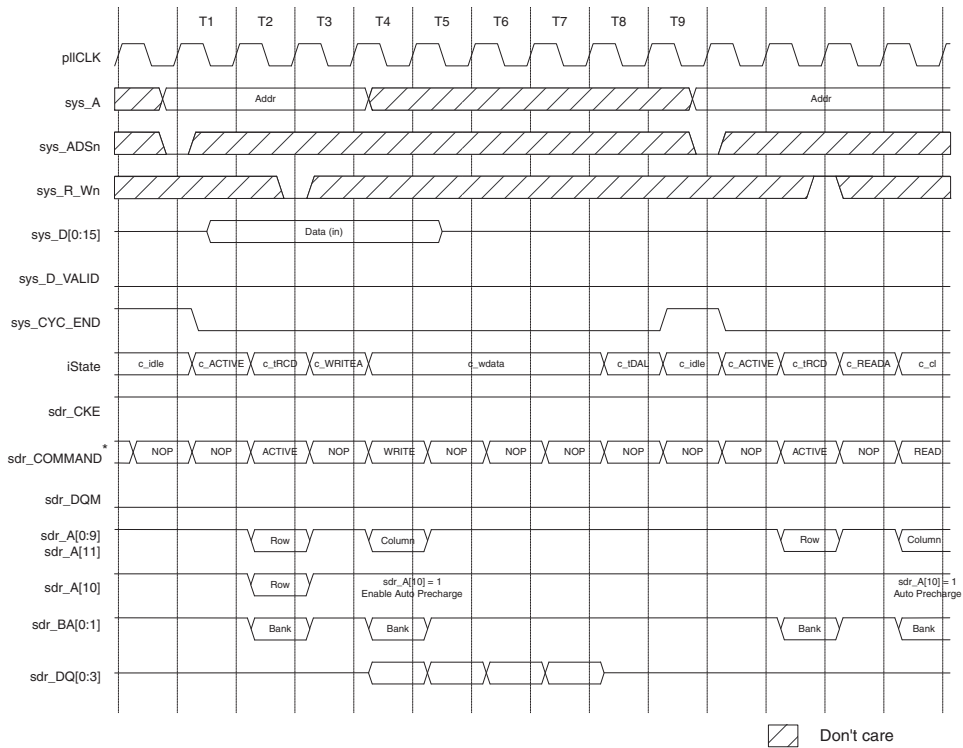 T1 T2 T3 T4 T5 T6 T7 T8 T9
pllCLK
sys_A Addr Addr
sys_ADSn
sys_R_Wn
sys_D[0:15] Data (in)
sys_D_VALID
sys_CYC_END
iState c_idle c_ACTIVE c_tRCD c_WRITEA c_wdata c_tDAL c_idle c_ACTIVE c_tRCD c_READA c_cl
sdr_CKE
sdr_COMMAND* NOP NOP ACTIVE NOP WRITE NOP NOP NOP NOP NOP NOP ACTIVE NOP READ
sdr_DQM
sdr_A[0:9] Row Column Row Column
sdr_A[11]
sdr_A[10] Row sdr_A[10] = 1 sdr_A[10] = 1
Enable Auto Precharge Auto Precharge
sdr_BA[0:1] Bank Bank Bank Bank
sdr_DQ[0:3]
Don't care